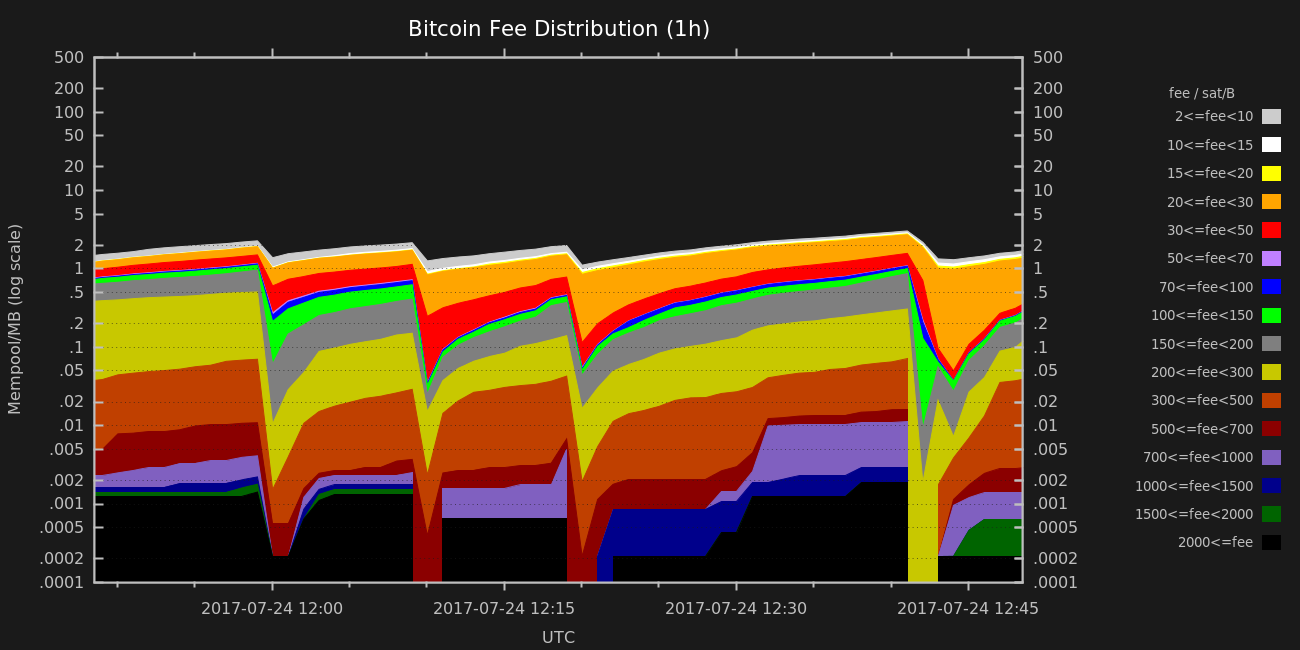 Bitcoin Fee Distribution (1h)
500
200
100
50
20
10
5
2
1
.5
.2
.1
.05
.02
.01
.005
.002
.001
.0005
.0002
.0001
Mempool/MB (log scale)
500
200
100
50
20
10
5
2
1
.5
.2
.1
.05
.02
.01
.005
.002
.001
.0005
.0002
.0001
2017-07-24 12:00
2017-07-24 12:15
2017-07-24 12:30
2017-07-24 12:45
UTC
fee / sat/B
2<=fee<10
10<=fee<15
15<=fee<20
20<=fee<30
30<=fee<50
50<=fee<70
70<=fee<100
100<=fee<150
150<=fee<200
200<=fee<300
300<=fee<500
500<=fee<700
700<=fee<1000
1000<=fee<1500
1500<=fee<2000
2000<=fee